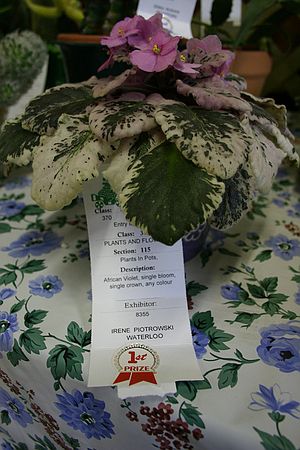 Class:
370
Entry
Class:
PLANTS AND FLO
Section: 115
Plants In Pots,
Description:
African Violet, single bloom,
single crown, any colour
Exhibitor:
8355
IRENE PIOTROWSKI
WATERLOO
1st
PRIZE